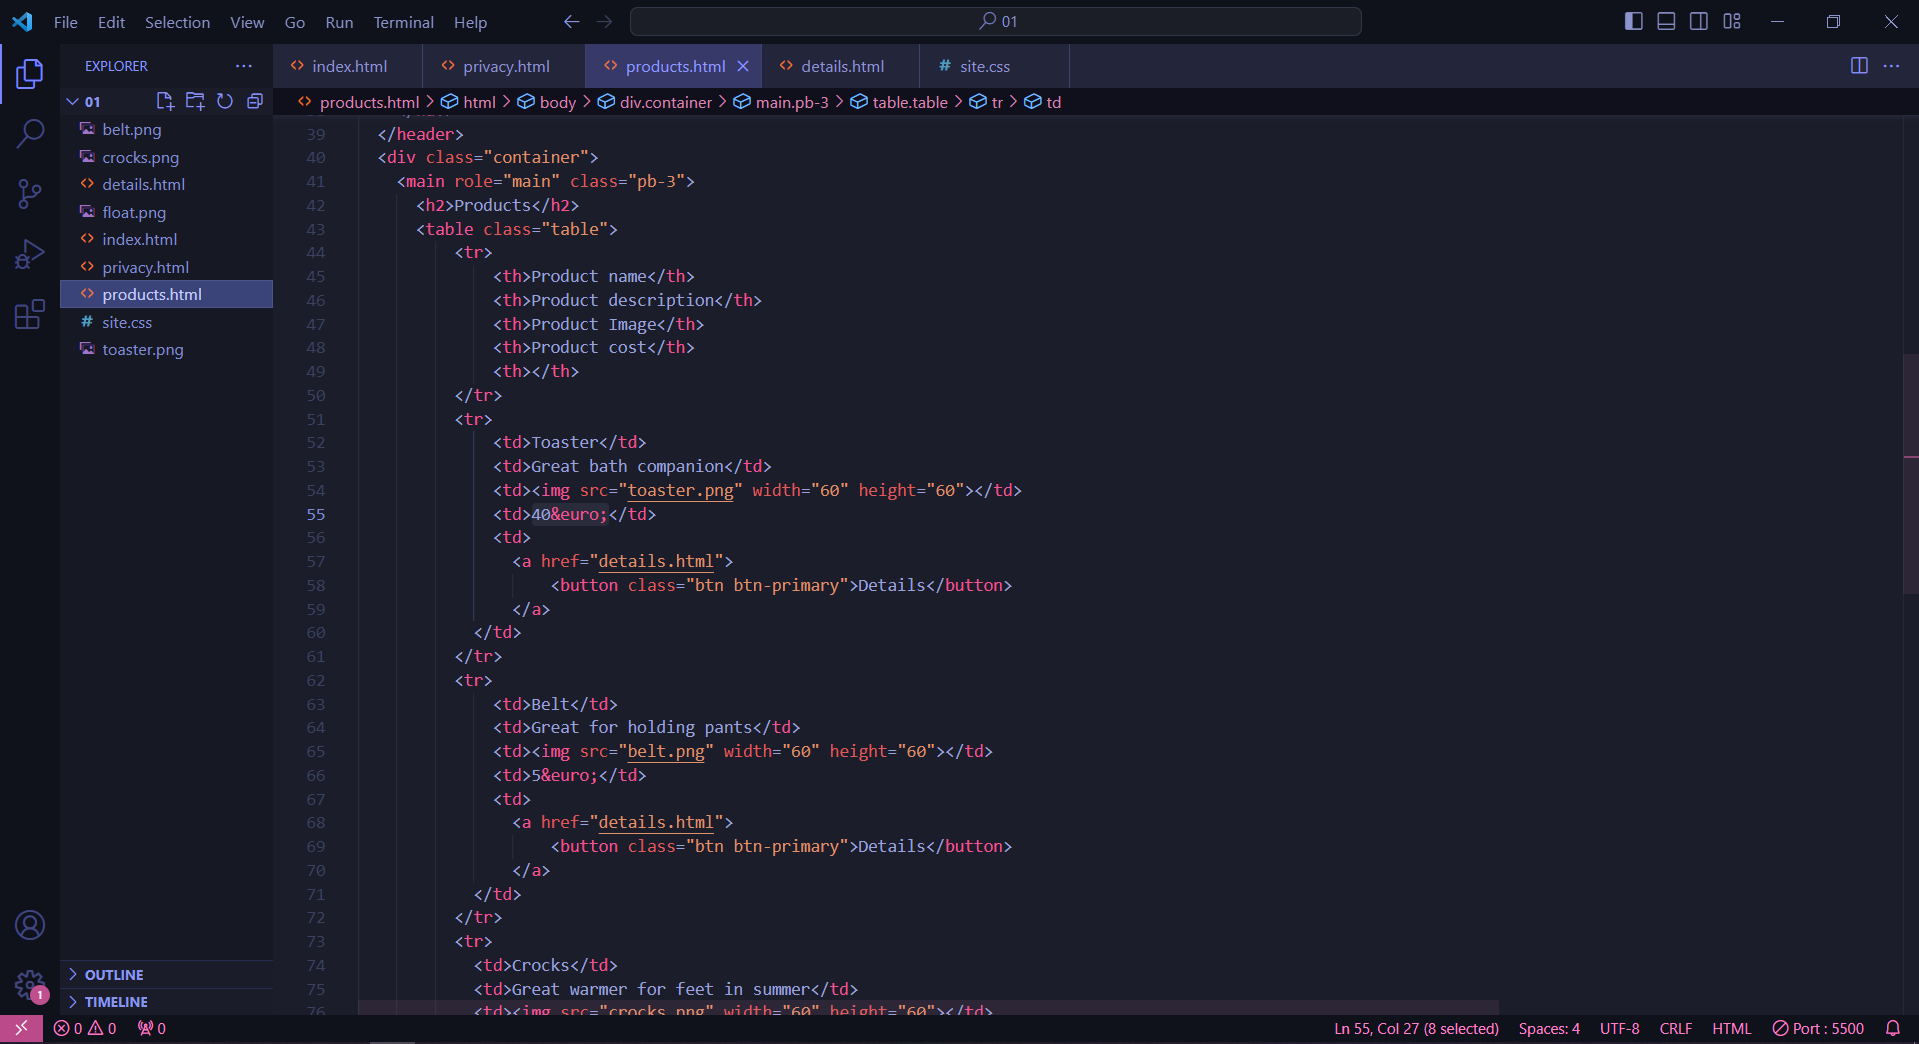 File Edit Selection View Go Run Terminal Help
01
EXPLORER
index.html
privacy.html
products.html
details.html
# site.css
01
products.html > html > body > div.container > main.pb-3 > table.table > tr > td
belt.png
crocks.png
details.html
float.png
index.html
privacy.html
products.html
# site.css
toaster.png
OUTLINE
TIMELINE
39 </header>
40 <div class="container">
41 <main role="main" class="pb-3">
42 <h2>Products</h2>
43 <table class="table">
44 <tr>
45 <th>Product name</th>
46 <th>Product description</th>
47 <th>Product Image</th>
48 <th>Product cost</th>
49 <th></th>
50 </tr>
51 <tr>
52 <td>Toaster</td>
53 <td>Great bath companion</td>
54 <td><img src="toaster.png" width="60" height="60"></td>
55 <td>40&euro;</td>
56 <td>
57 <a href="details.html">
58 <button class="btn btn-primary">Details</button>
59 </a>
60 </td>
61 </tr>
62 <tr>
63 <td>Belt</td>
64 <td>Great for holding pants</td>
65 <td><img src="belt.png" width="60" height="60"></td>
66 <td>5&euro;</td>
67 <td>
68 <a href="details.html">
69 <button class="btn btn-primary">Details</button>
70 </a>
71 </td>
72 </tr>
73 <tr>
74 <td>Crocks</td>
75 <td>Great warmer for feet in summer</td>
76 <td><img src="crocks.png" width="60" height="60"></td>
1
0 0 0
Ln 55, Col 27 (8 selected) Spaces: 4 UTF-8 CRLF HTML Port : 5500